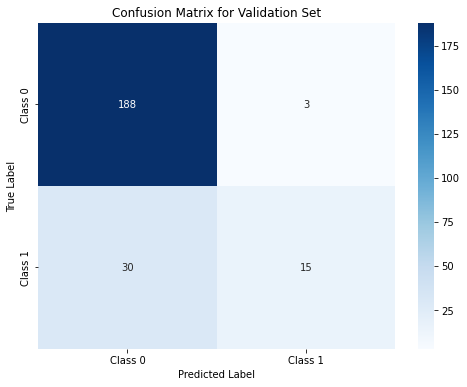 Confusion Matrix for Validation Set
True Label
Class 0
188
3
Class 1
30
15
Class 0
Class 1
Predicted Label
175
150
125
100
75
50
25